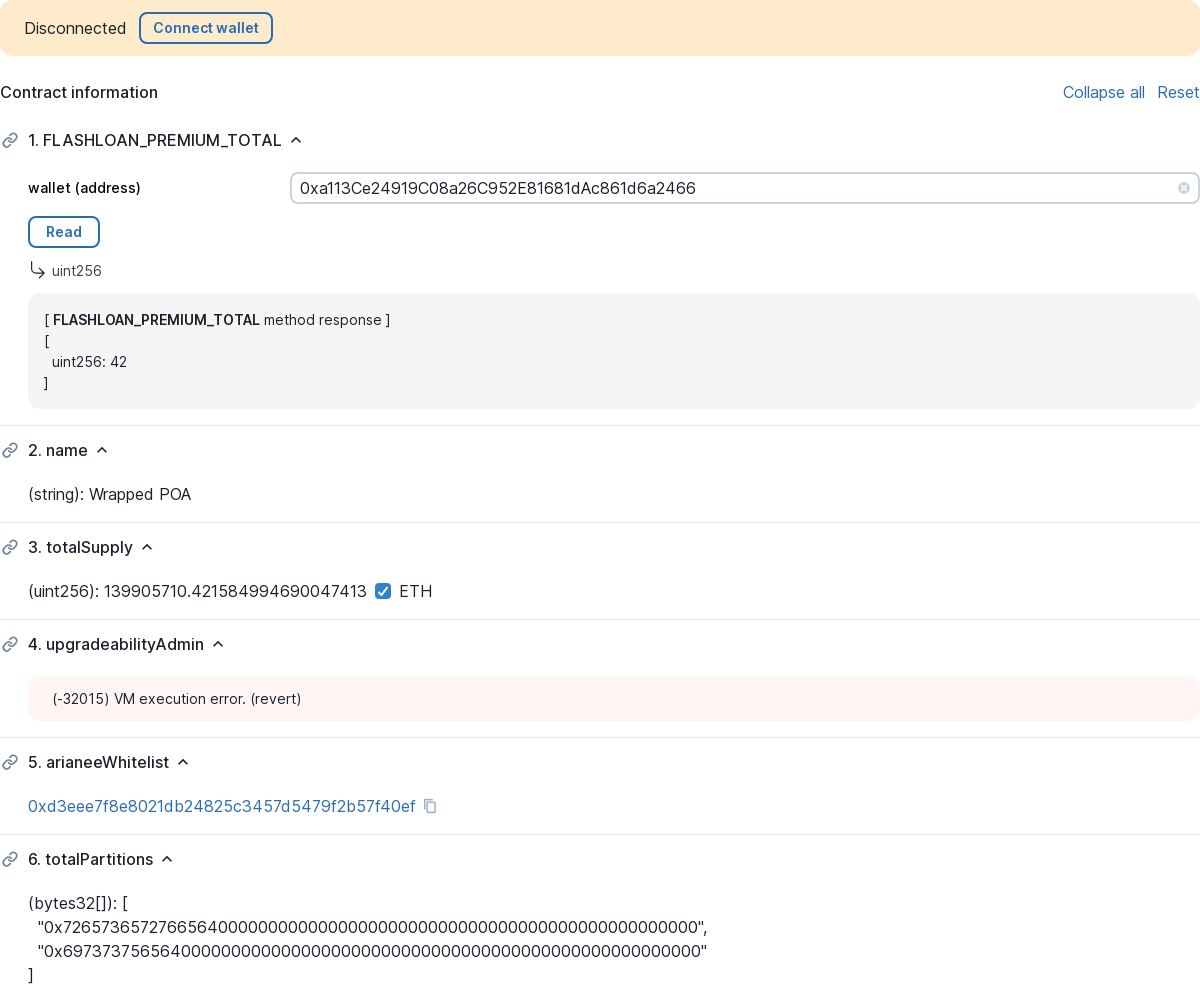 Disconnected Connect wallet
Contract information Collapse all Reset
1. FLASHLOAN_PREMIUM_TOTAL
wallet (address) 0xa113Ce24919C08a26C952E81681dAc861d6a2466
Read
uint256
[ FLASHLOAN_PREMIUM_TOTAL method response ]
[
uint256: 42
]
2. name
(string): Wrapped POA
3. totalSupply
(uint256): 139905710.421584994690047413 ETH
4. upgradeabilityAdmin
(-32015) VM execution error. (revert)
5. arianeeWhitelist
0xd3eee7f8e8021db24825c3457d5479f2b57f40ef
6. totalPartitions
(bytes32[]): [
"0x7265736572766564000000000000000000000000000000000000000000000000",
"0x6973737565640000000000000000000000000000000000000000000000000000"
]